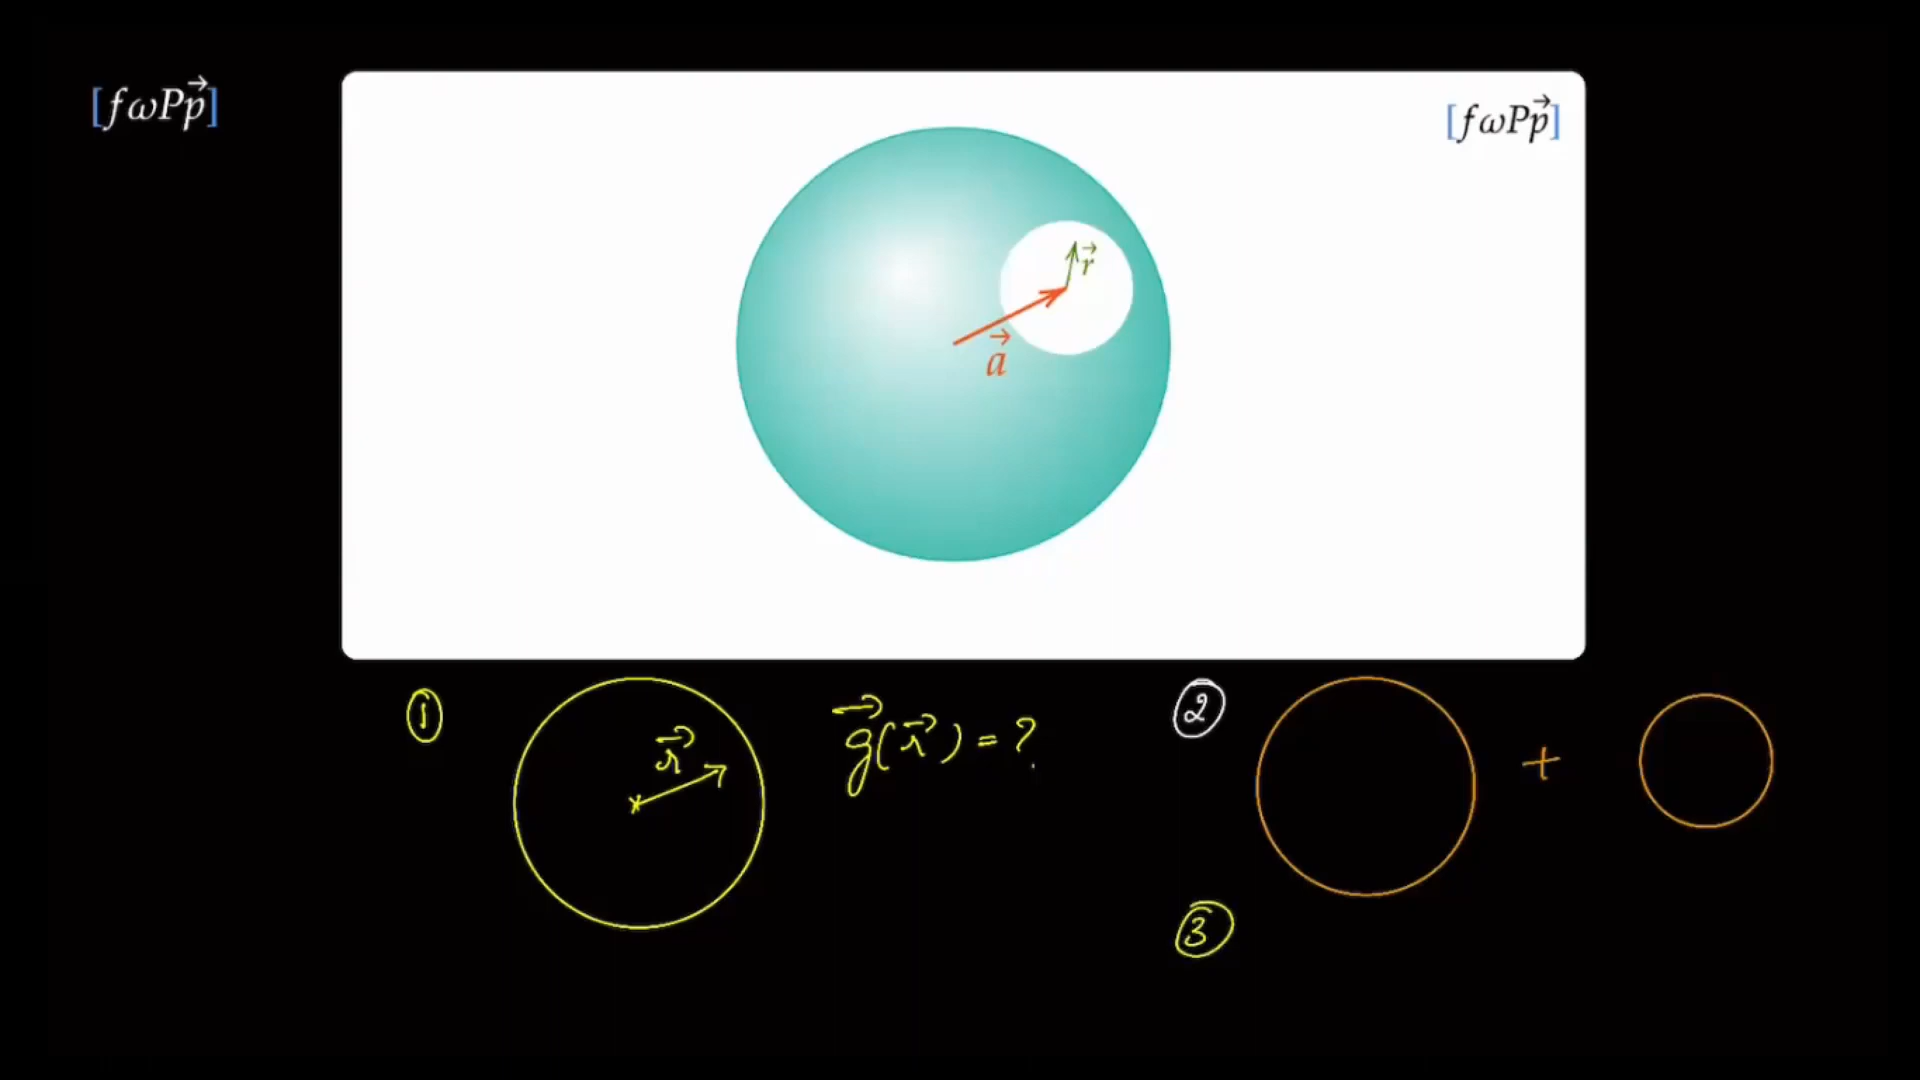 [fωPp⃗]
[fωPp⃗]
r⃗
a⃗
①
r⃗
g⃗(r⃗) = ?
②
+
③